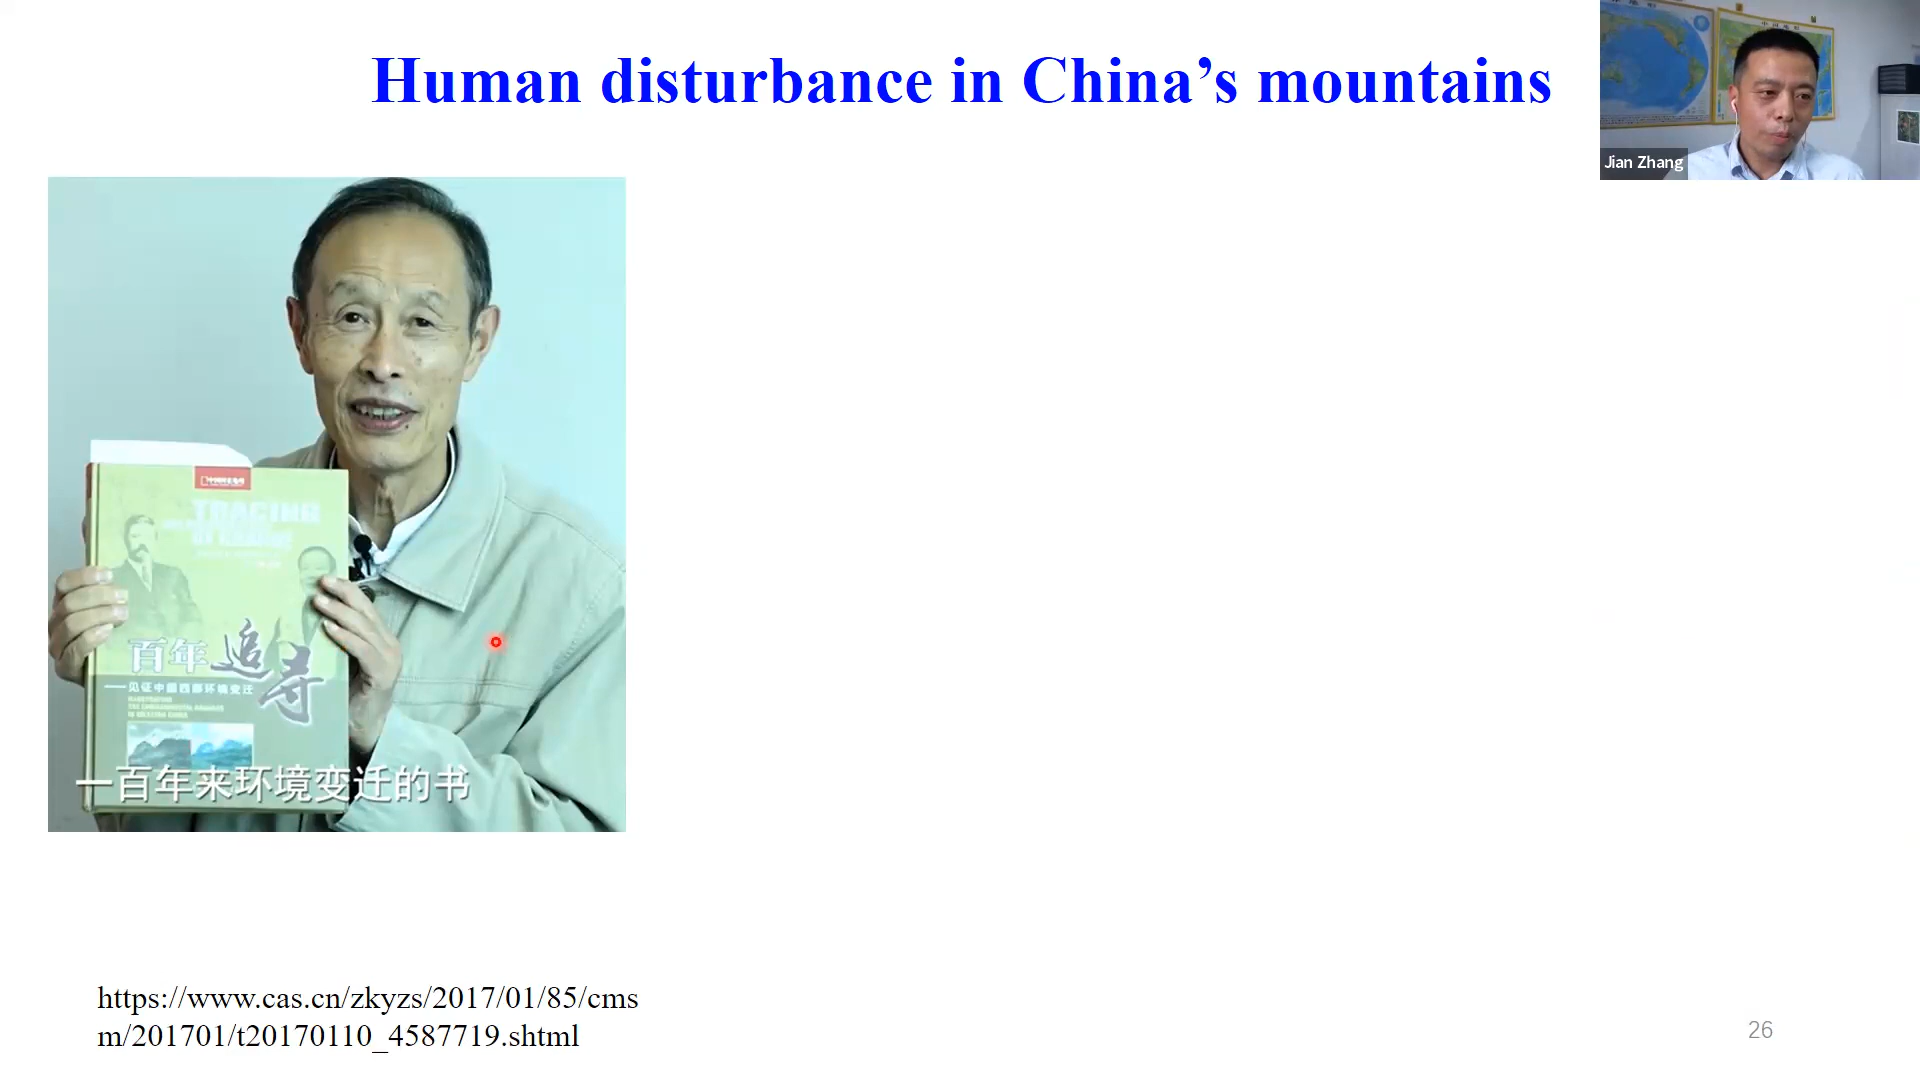 Human disturbance in China’s mountains
Jian Zhang
TRACING
百年追寻
——见证中国西部环境变迁
一百年来环境变迁的书
https://www.cas.cn/zkyzs/2017/01/85/cms
m/201701/t20170110_4587719.shtml
26